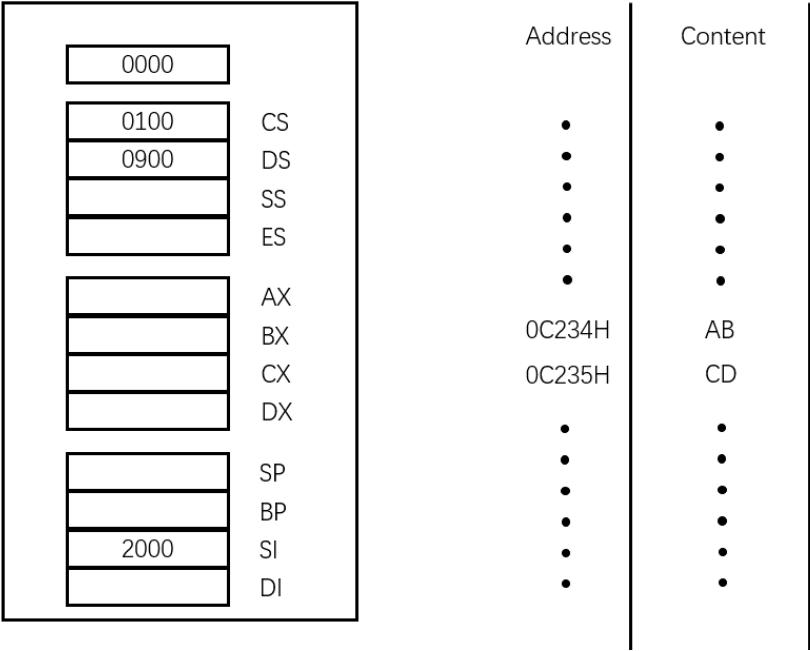 0000
0100 CS
0900 DS
SS
ES
AX
BX
CX
DX
SP
BP
2000 SI
DI
Address Content
0C234H AB
0C235H CD